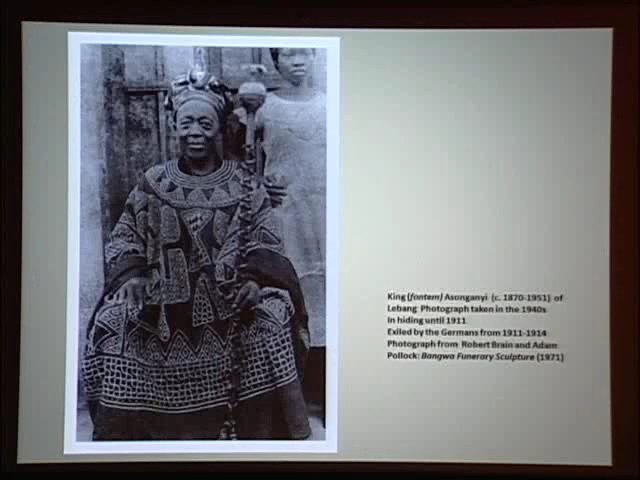 King (fontem) Asonganyi (c. 1870-1951) of
Lebang Photograph taken in the 1940s
In hiding until 1911
Exiled by the Germans from 1911-1914
Photograph from Robert Brain and Adam
Pollock: Bangwa Funerary Sculpture (1971)